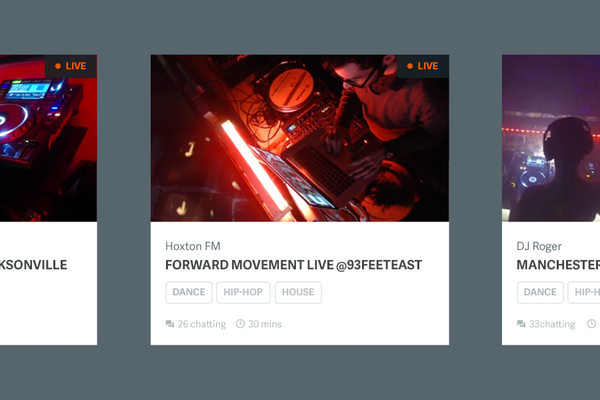 LIVE
KSONVILLE
LIVE
Hoxton FM
FORWARD MOVEMENT LIVE @93FEETEAST
DANCE HIP-HOP HOUSE
26 chatting 30 mins
DJ Roger
MANCHESTER
DANCE HIP-H
33chatting